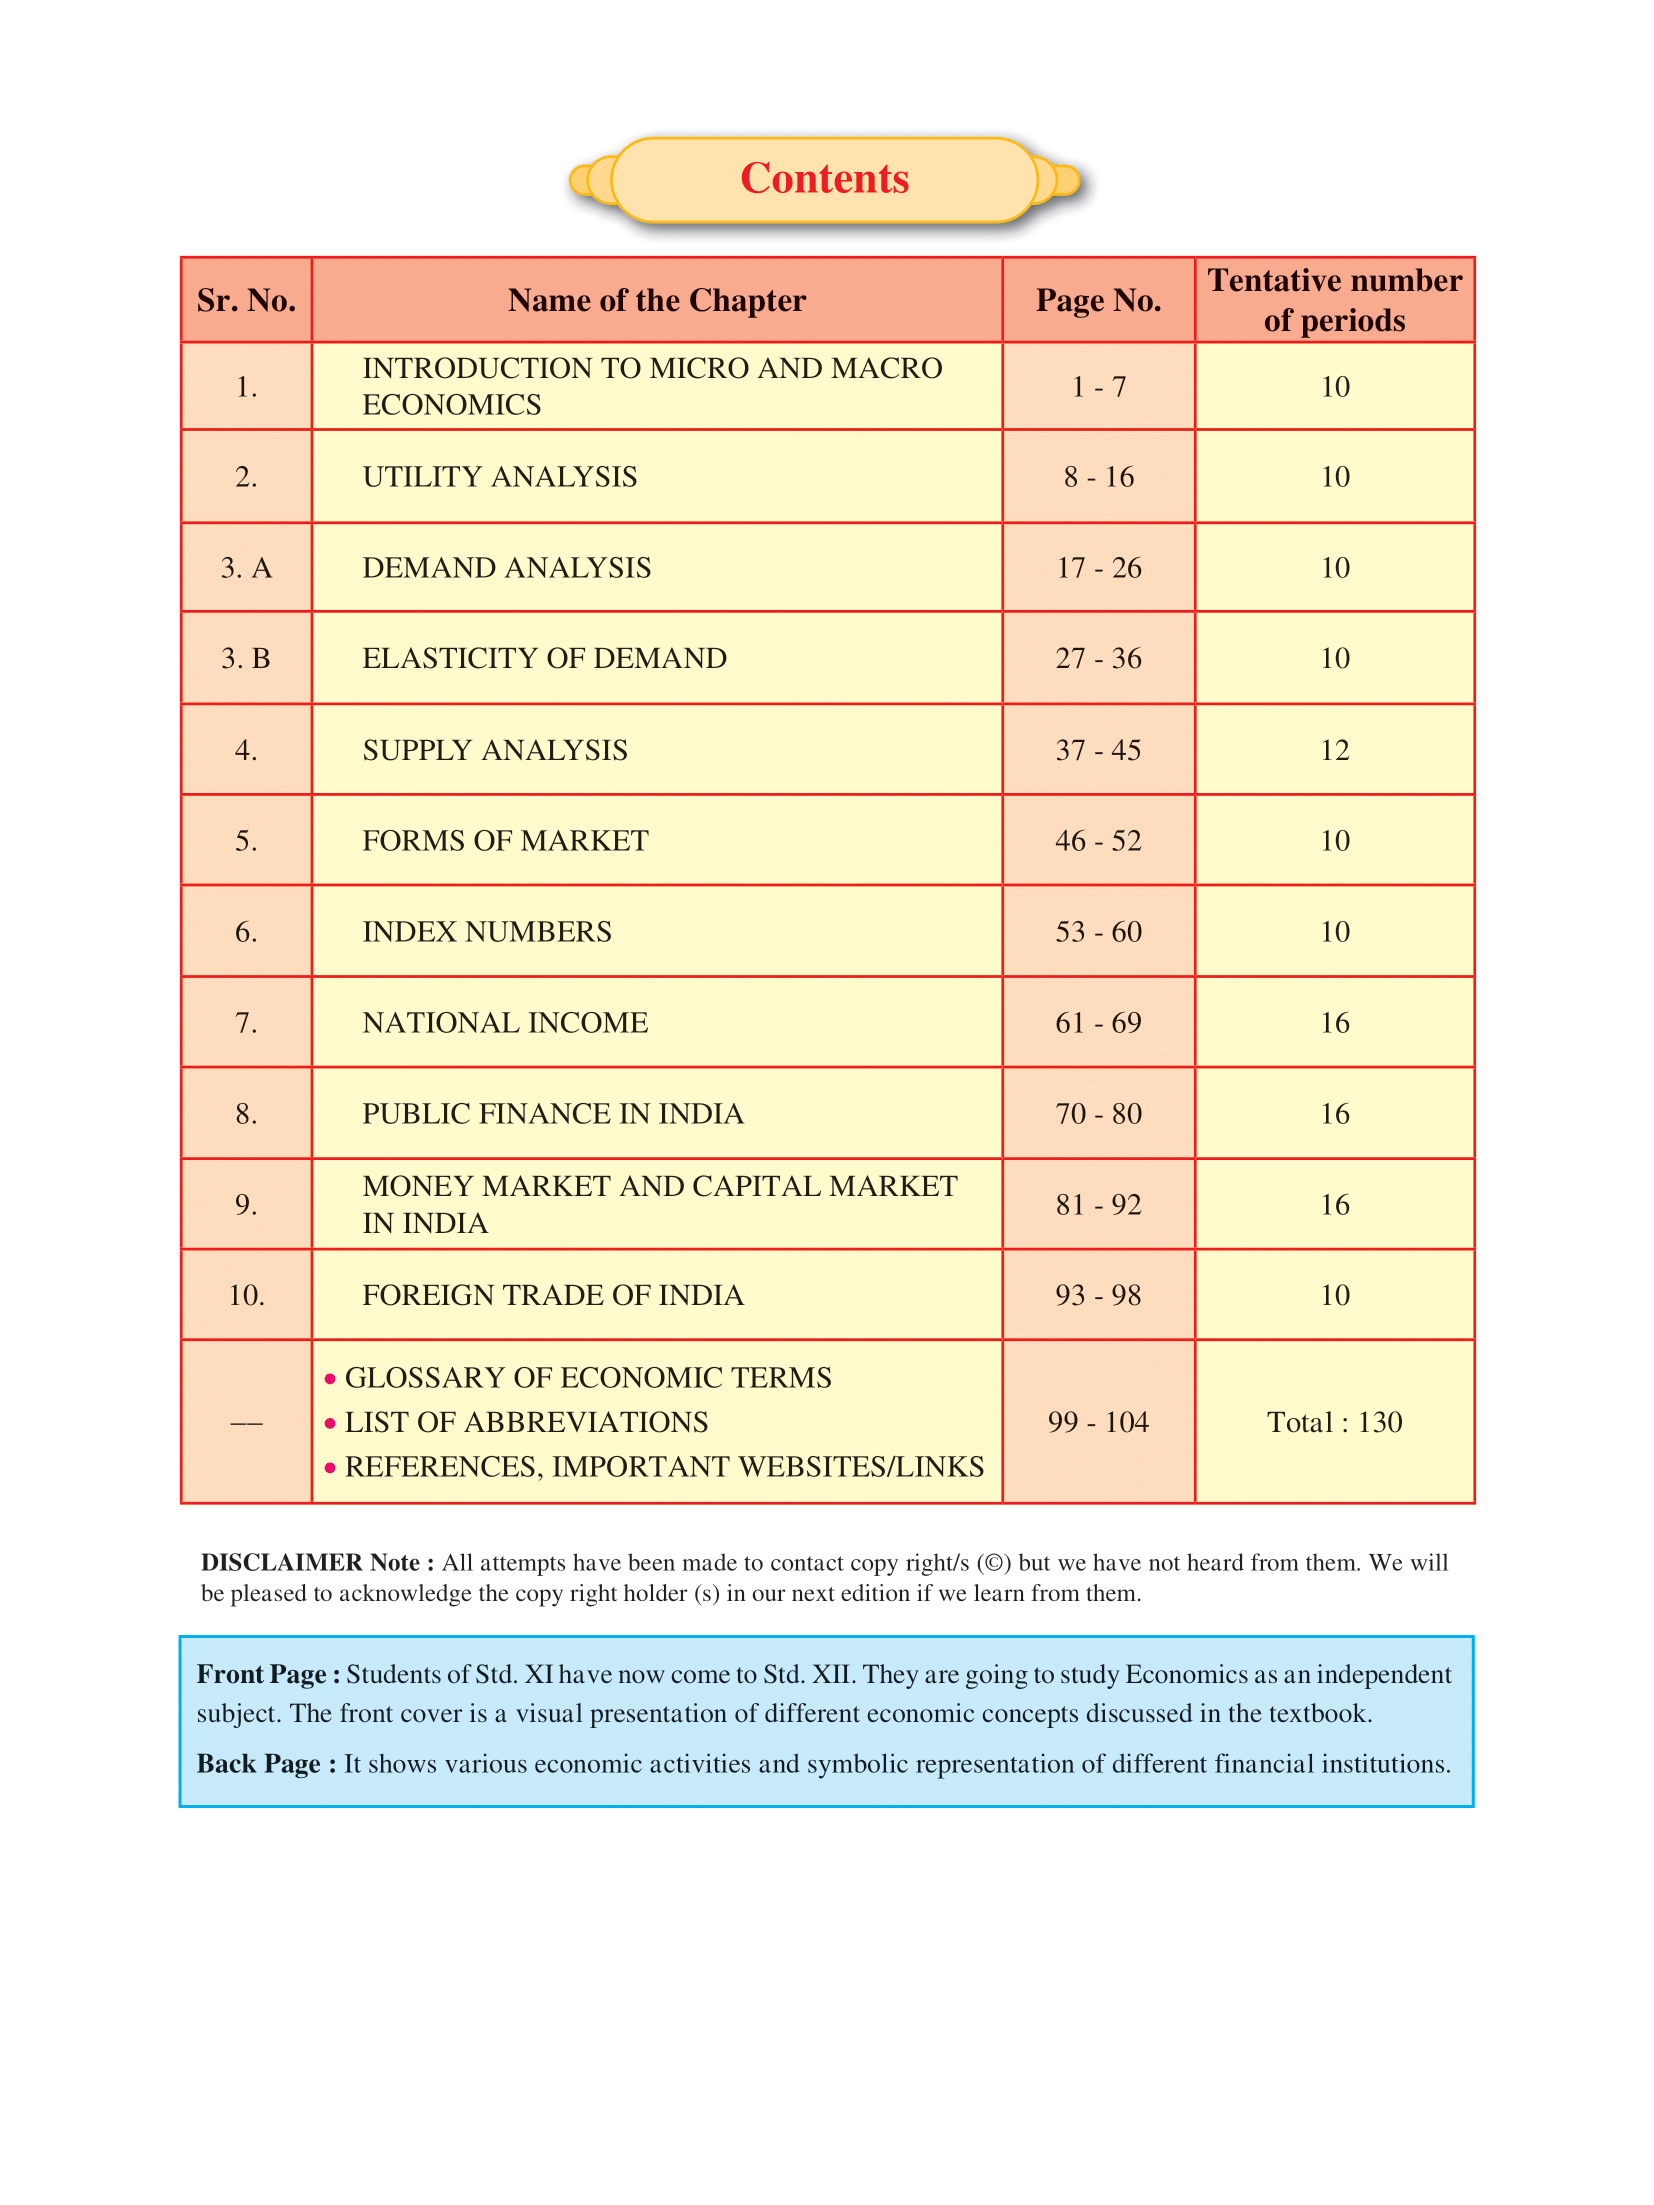 Contents
Sr. No. Name of the Chapter Page No. Tentative number
of periods
1. INTRODUCTION TO MICRO AND MACRO
ECONOMICS 1 - 7 10
2. UTILITY ANALYSIS 8 - 16 10
3. A DEMAND ANALYSIS 17 - 26 10
3. B ELASTICITY OF DEMAND 27 - 36 10
4. SUPPLY ANALYSIS 37 - 45 12
5. FORMS OF MARKET 46 - 52 10
6. INDEX NUMBERS 53 - 60 10
7. NATIONAL INCOME 61 - 69 16
8. PUBLIC FINANCE IN INDIA 70 - 80 16
9. MONEY MARKET AND CAPITAL MARKET
IN INDIA 81 - 92 16
10. FOREIGN TRADE OF INDIA 93 - 98 10
• GLOSSARY OF ECONOMIC TERMS
— • LIST OF ABBREVIATIONS 99 - 104 Total : 130
• REFERENCES, IMPORTANT WEBSITES/LINKS
DISCLAIMER Note : All attempts have been made to contact copy right/s (©) but we have not heard from them. We will
be pleased to acknowledge the copy right holder (s) in our next edition if we learn from them.
Front Page : Students of Std. XI have now come to Std. XII. They are going to study Economics as an independent
subject. The front cover is a visual presentation of different economic concepts discussed in the textbook.
Back Page : It shows various economic activities and symbolic representation of different financial institutions.